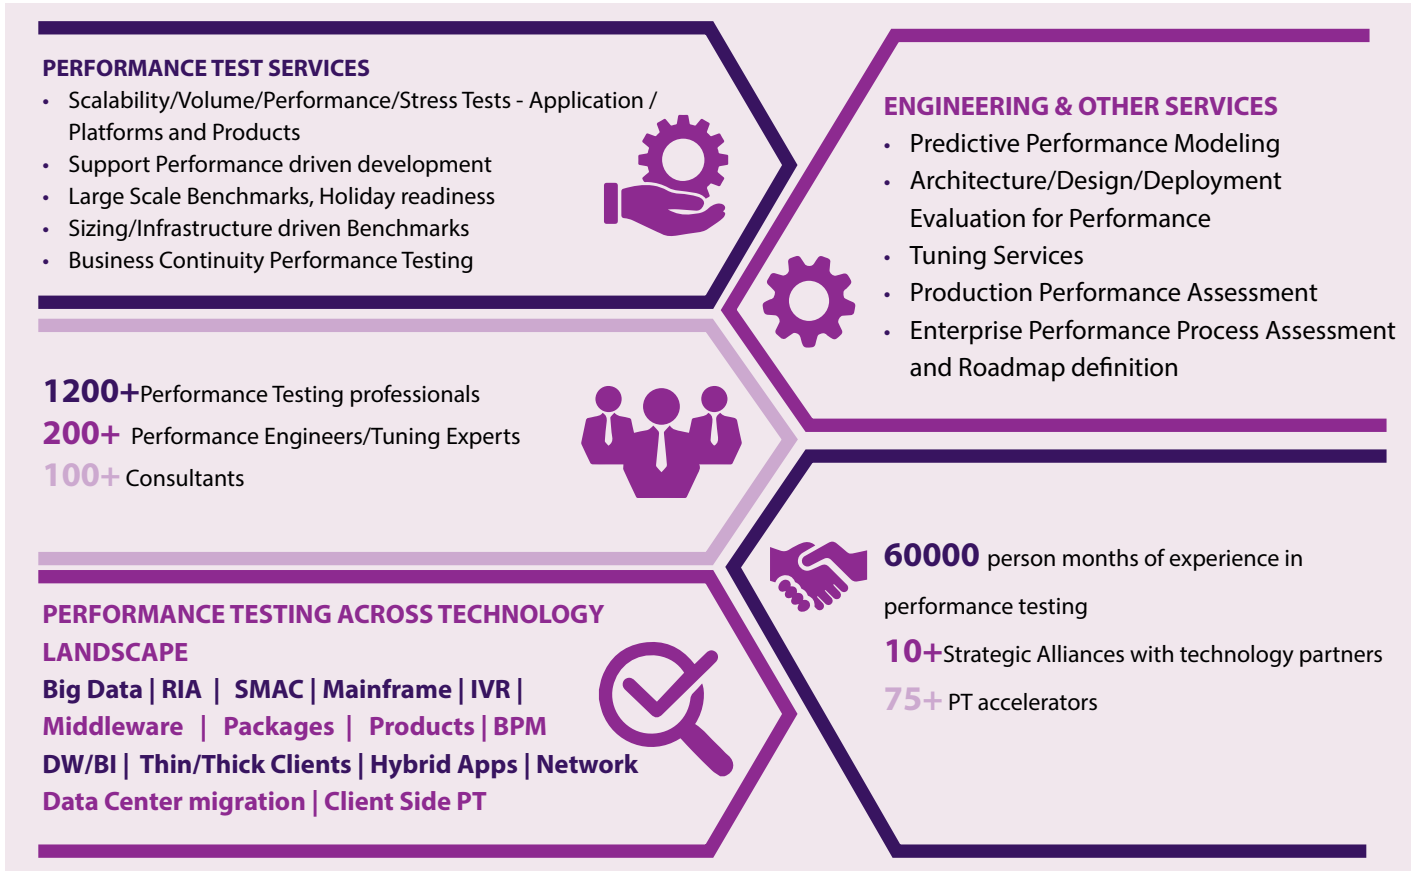 PERFORMANCE TEST SERVICES
• Scalability/Volume/Performance/Stress Tests - Application /
Platforms and Products
• Support Performance driven development
• Large Scale Benchmarks, Holiday readiness
• Sizing/Infrastructure driven Benchmarks
• Business Continuity Performance Testing
ENGINEERING & OTHER SERVICES
• Predictive Performance Modeling
• Architecture/Design/Deployment
Evaluation for Performance
• Tuning Services
• Production Performance Assessment
• Enterprise Performance Process Assessment
and Roadmap definition
1200+Performance Testing professionals
200+ Performance Engineers/Tuning Experts
100+ Consultants
60000 person months of experience in
performance testing
10+Strategic Alliances with technology partners
75+ PT accelerators
PERFORMANCE TESTING ACROSS TECHNOLOGY
LANDSCAPE
Big Data | RIA | SMAC | Mainframe | IVR |
Middleware | Packages | Products | BPM
DW/BI | Thin/Thick Clients | Hybrid Apps | Network
Data Center migration | Client Side PT